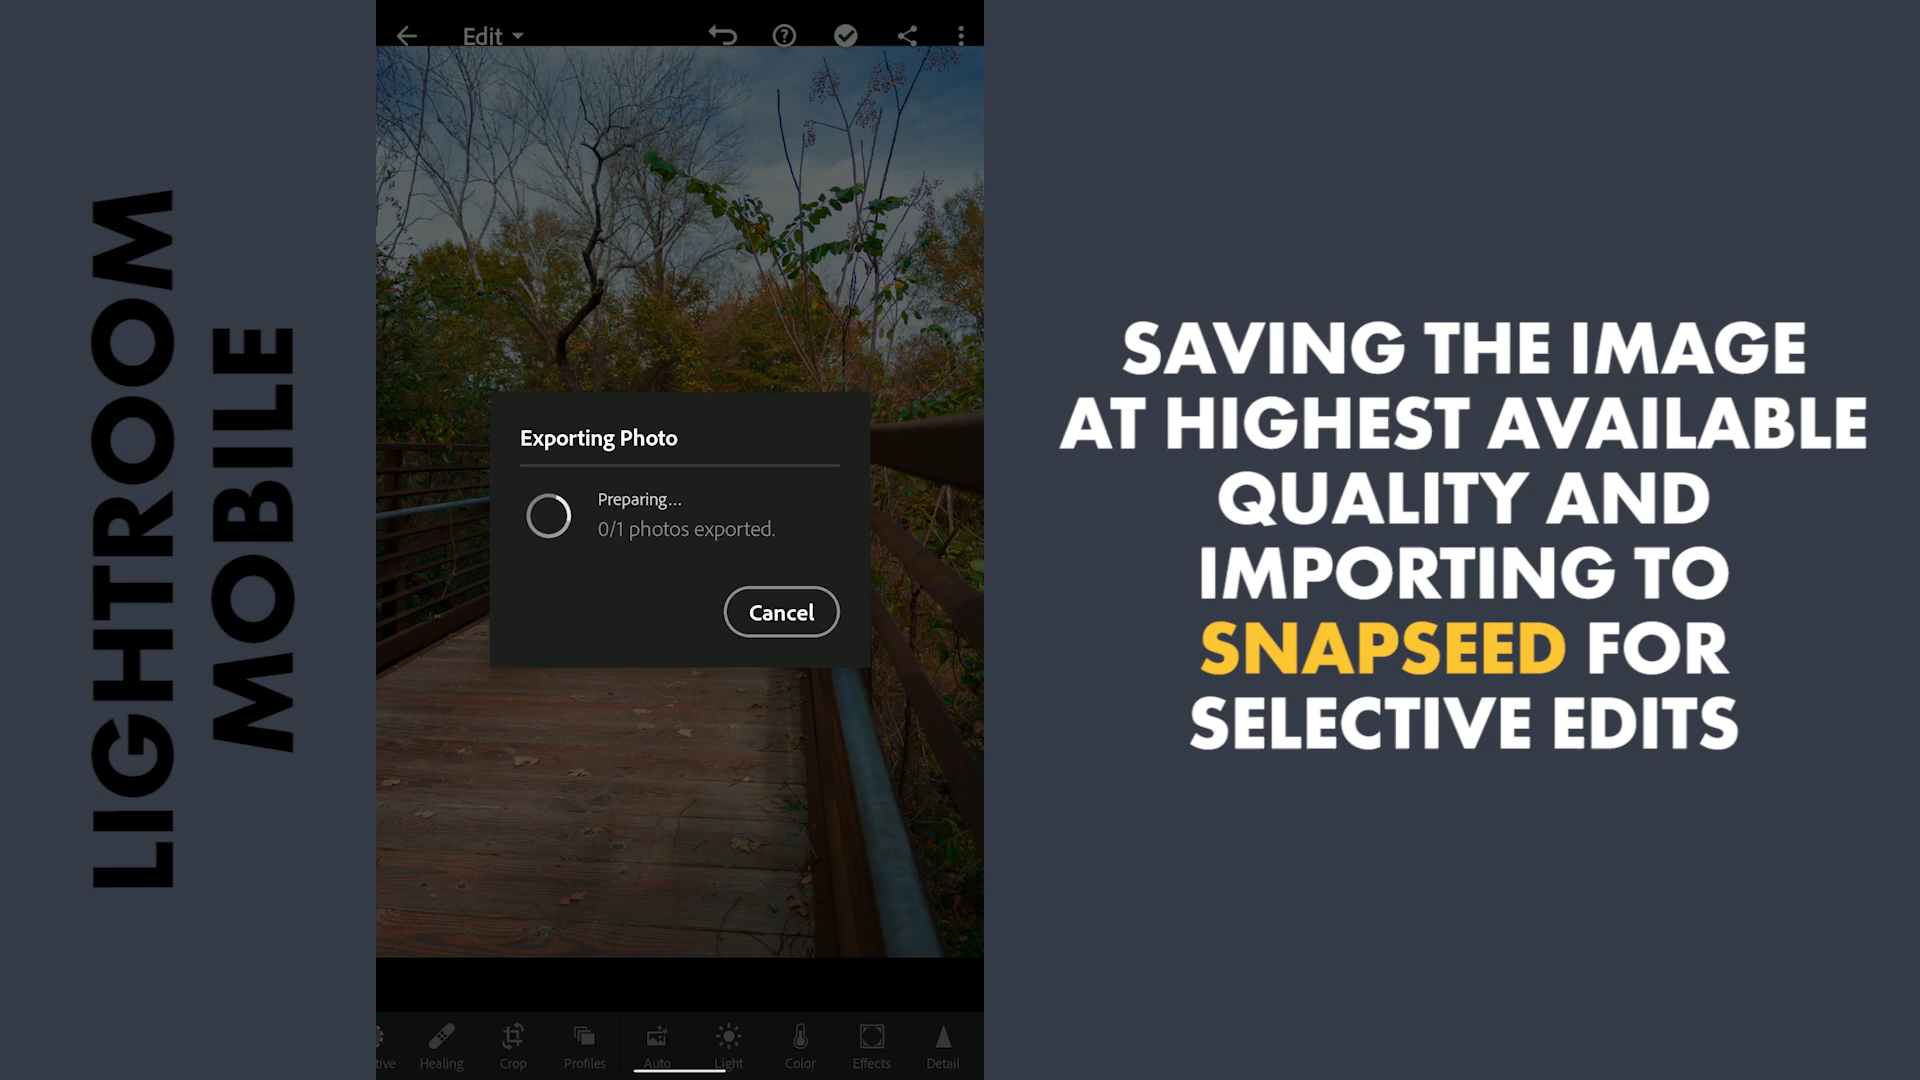 LIGHTROOM
MOBILE
Edit
Exporting Photo
Preparing...
0/1 photos exported.
Cancel
tive
Healing
Crop
Profiles
Auto
Light
Color
Effects
Detail
SAVING THE IMAGE
AT HIGHEST AVAILABLE
QUALITY AND
IMPORTING TO
SNAPSEED FOR
SELECTIVE EDITS